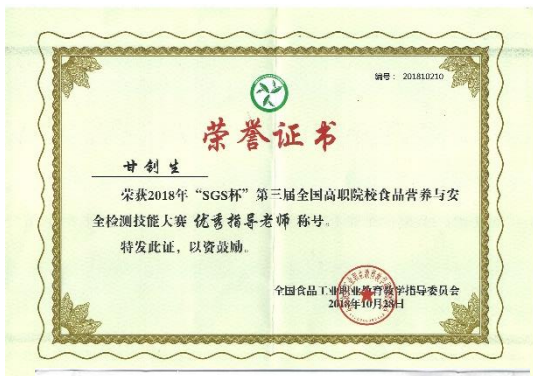 编号： 201810210
荣誉证书
甘创生
荣获2018年“SGS杯”第三届全国高职院校食品营养与安
全检测技能大赛 优秀指导老师 称号。
特发此证，以资鼓励。
全国食品工业职业教育教学指导委员会
2018年10月28日